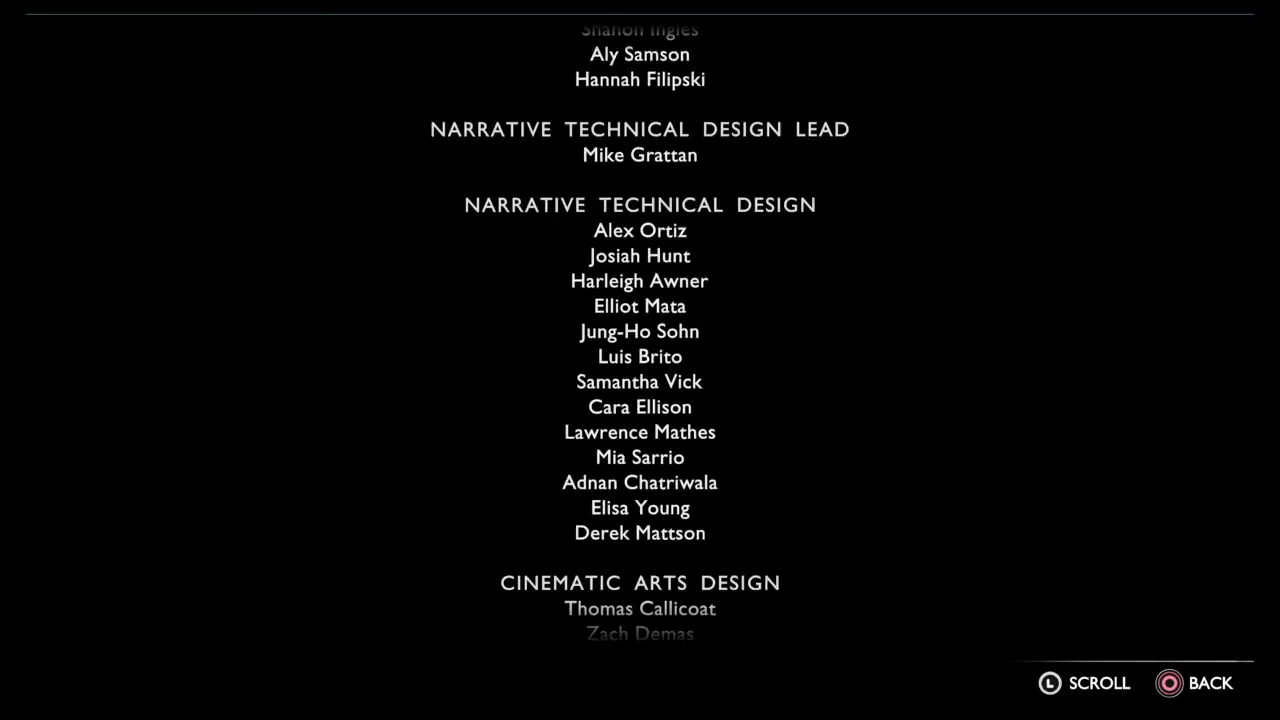 Shanon Ingles
Aly Samson
Hannah Filipski
NARRATIVE TECHNICAL DESIGN LEAD
Mike Grattan
NARRATIVE TECHNICAL DESIGN
Alex Ortiz
Josiah Hunt
Harleigh Awner
Elliot Mata
Jung-Ho Sohn
Luis Brito
Samantha Vick
Cara Ellison
Lawrence Mathes
Mia Sarrio
Adnan Chatriwala
Elisa Young
Derek Mattson
CINEMATIC ARTS DESIGN
Thomas Callicoat
Zach Demas
L SCROLL BACK